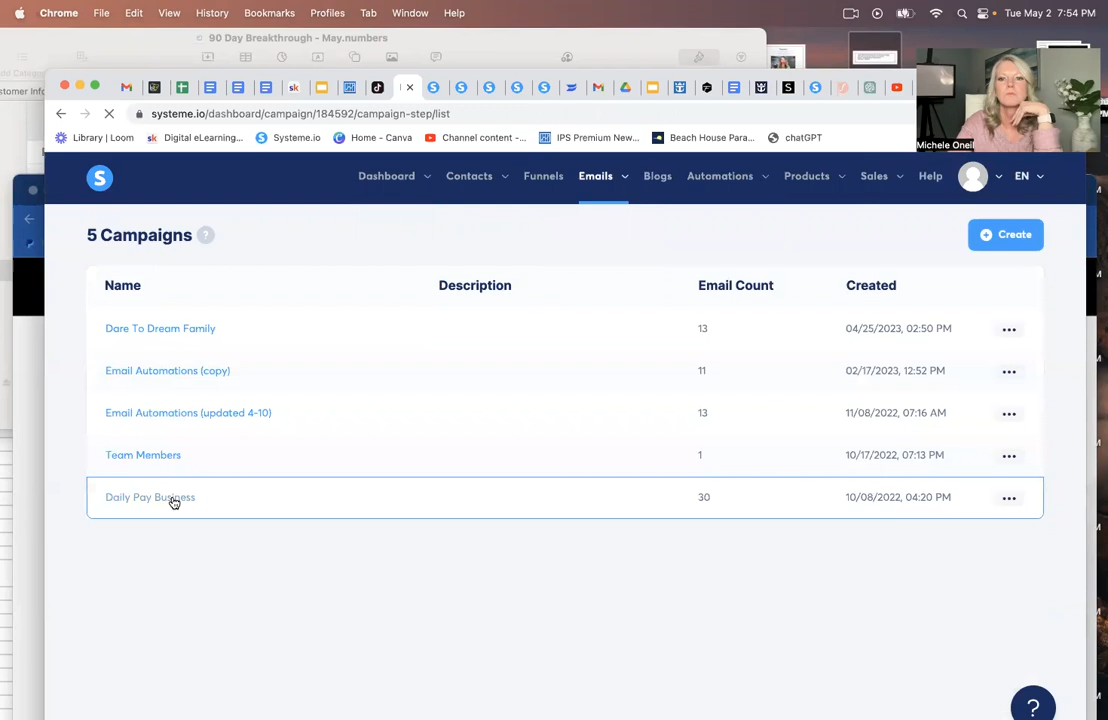 Chrome File Edit View History Bookmarks Profiles Tab Window Help Tue May 2 7:54 PM
90 Day Breakthrough - May.numbers
stomer Info
systeme.io/dashboard/campaign/184592/campaign-step/list
Library | Loom Digital eLearning... Systeme.io Home - Canva Channel content -... IPS Premium New... Beach House Para... chatGPT
Michele Oneil
S Dashboard Contacts Funnels Emails Blogs Automations Products Sales Help EN
5 Campaigns ? Create
Name Description Email Count Created
Dare To Dream Family 13 04/25/2023, 02:50 PM
Email Automations (copy) 11 02/17/2023, 12:52 PM
Email Automations (updated 4-10) 13 11/08/2022, 07:16 AM
Team Members 1 10/17/2022, 07:13 PM
Daily Pay Business 30 10/08/2022, 04:20 PM
?